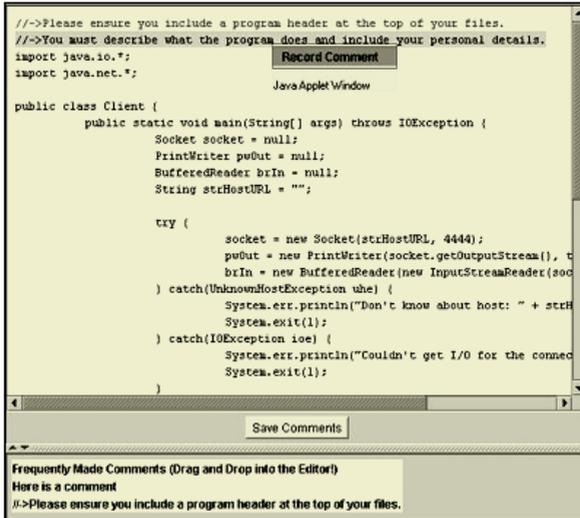 //->Please ensure you include a program header at the top of your files.
//->You must describe what the program does and include your personal details.
import java.io.*;
Record Comment
import java.net.*;
Java Applet Window
public class Client {
public static void main(String[] args) throws IOException {
Socket socket = null;
PrintWriter pwOut = null;
BufferedReader brIn = null;
String strHostURL = "";
try {
socket = new Socket(strHostURL, 4444);
pwOut = new PrintWriter(socket.getOutputStream(), t
brIn = new BufferedReader(new InputStreamReader(soc
} catch(UnknownHostException uhe) {
System.err.println("Don't know about host: " + strH
System.exit(1);
} catch(IOException ioe) {
System.err.println("Couldn't get I/O for the connec
System.exit(1);
}
Save Comments
Frequently Made Comments (Drag and Drop into the Editor!)
Here is a comment
//->Please ensure you include a program header at the top of your files.